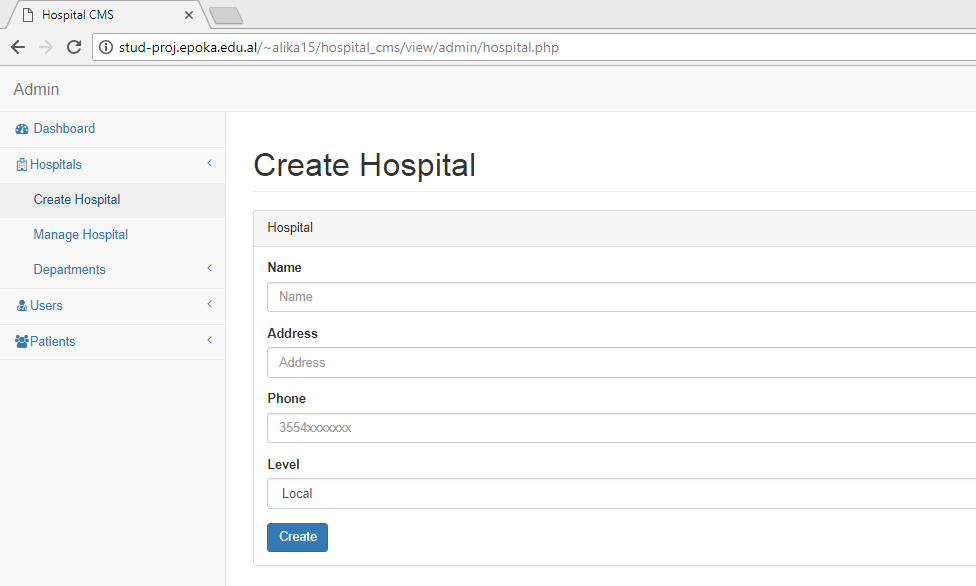 Hospital CMS
stud-proj.epoka.edu.al/~alika15/hospital_cms/view/admin/hospital.php
Admin
Dashboard
Hospitals
Create Hospital
Manage Hospital
Departments
Users
Patients
Create Hospital
Hospital
Name
Name
Address
Address
Phone
3554xxxxxxx
Level
Local
Create